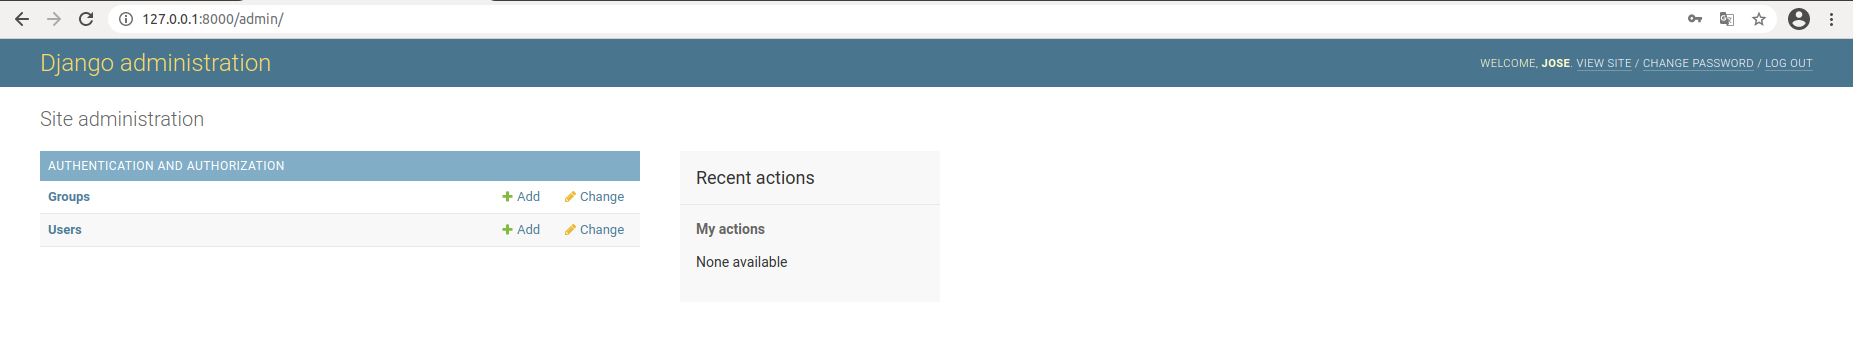 127.0.0.1:8000/admin/
Django administration
WELCOME, JOSE. VIEW SITE / CHANGE PASSWORD / LOG OUT
Site administration
AUTHENTICATION AND AUTHORIZATION
Groups Add Change
Users Add Change
Recent actions
My actions
None available